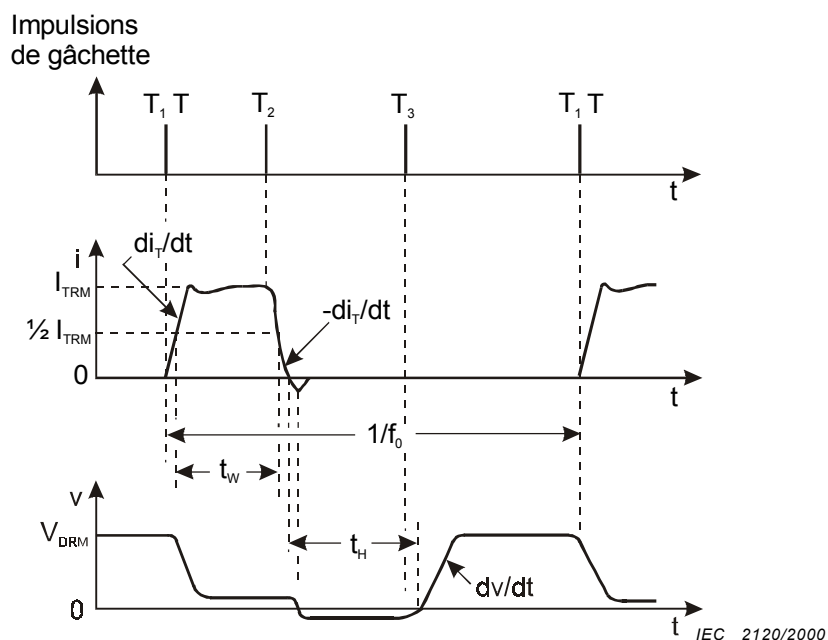 Impulsions
de gâchette
T₁ T T₂ T₃ T₁ T
t
i
diT/dt
ITRM
-diT/dt
½ ITRM
0
t
1/f₀
tW
v
VDRM
tH
dv/dt
0
t
IEC 2120/2000